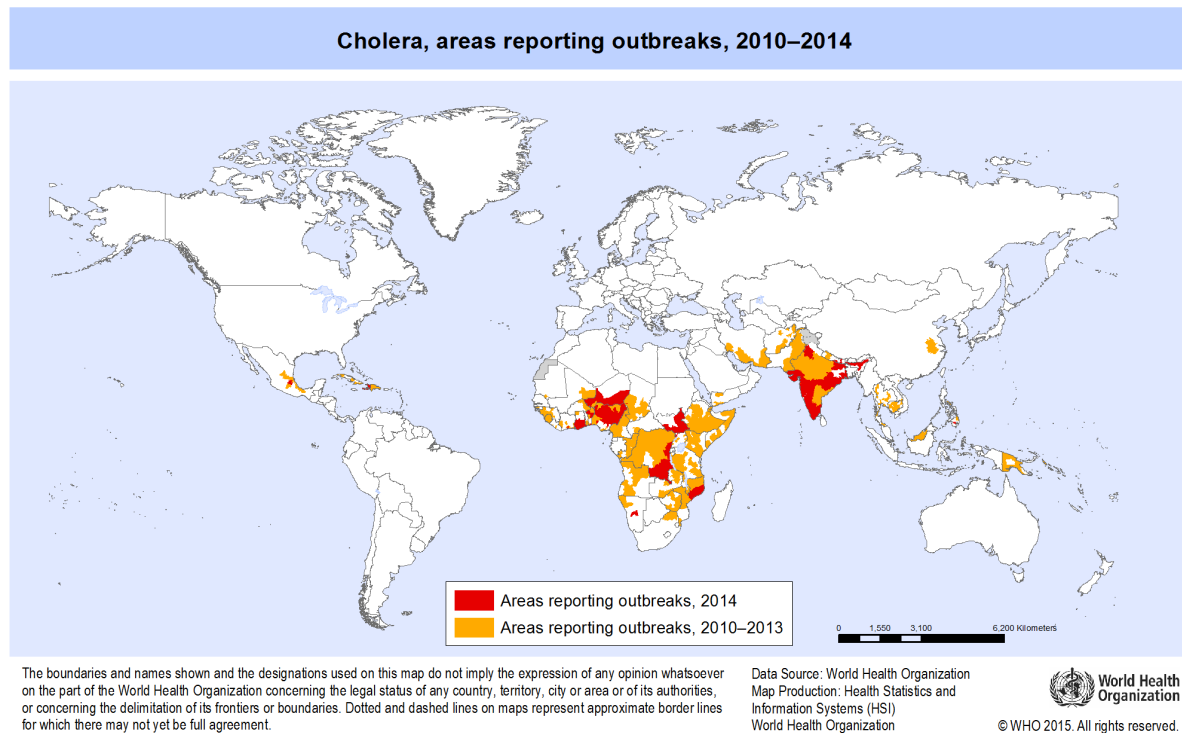 Cholera, areas reporting outbreaks, 2010–2014
Areas reporting outbreaks, 2014
Areas reporting outbreaks, 2010–2013
0 1,550 3,100 6,200 Kilometers
The boundaries and names shown and the designations used on this map do not imply the expression of any opinion whatsoever
on the part of the World Health Organization concerning the legal status of any country, territory, city or area or of its authorities,
or concerning the delimitation of its frontiers or boundaries. Dotted and dashed lines on maps represent approximate border lines
for which there may not yet be full agreement.
Data Source: World Health Organization
Map Production: Health Statistics and
Information Systems (HSI)
World Health Organization
World Health
Organization
© WHO 2015. All rights reserved.